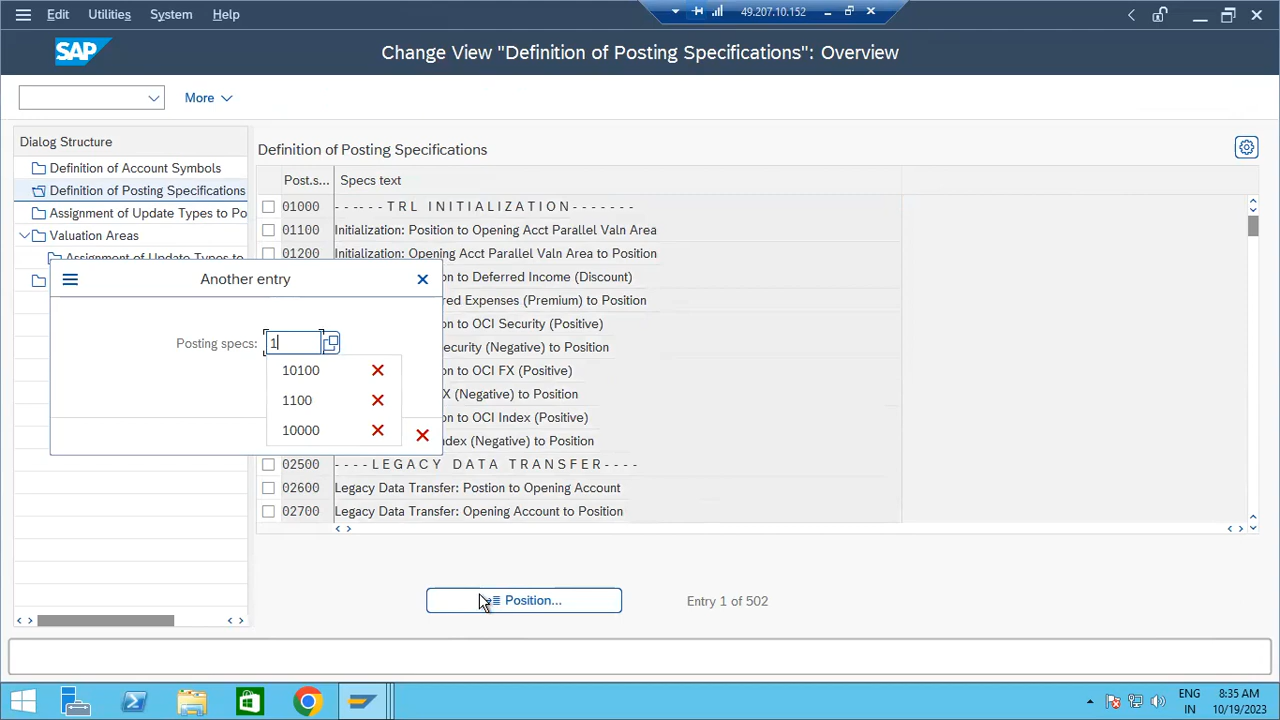 Edit Utilities System Help
49.207.10.152
SAP
Change View "Definition of Posting Specifications": Overview
More
Dialog Structure
Definition of Account Symbols
Definition of Posting Specifications
Assignment of Update Types to Po
Valuation Areas
Assignment of Update Types to
Definition of Posting Specifications
Post.s... Specs text
01000 - - - - - - T R L I N I T I A L I Z A T I O N - - - - - - -
01100 Initialization: Position to Opening Acct Parallel Valn Area
01200 Initialization: Opening Acct Parallel Valn Area to Position
on to Deferred Income (Discount)
red Expenses (Premium) to Position
on to OCI Security (Positive)
ecurity (Negative) to Position
on to OCI FX (Positive)
X (Negative) to Position
on to OCI Index (Positive)
ndex (Negative) to Position
02500 - - - - L E G A C Y D A T A T R A N S F E R - - - -
02600 Legacy Data Transfer: Postion to Opening Account
02700 Legacy Data Transfer: Opening Account to Position
Another entry
Posting specs: 1
10100
1100
10000
Position...
Entry 1 of 502
ENG
IN
8:35 AM
10/19/2023